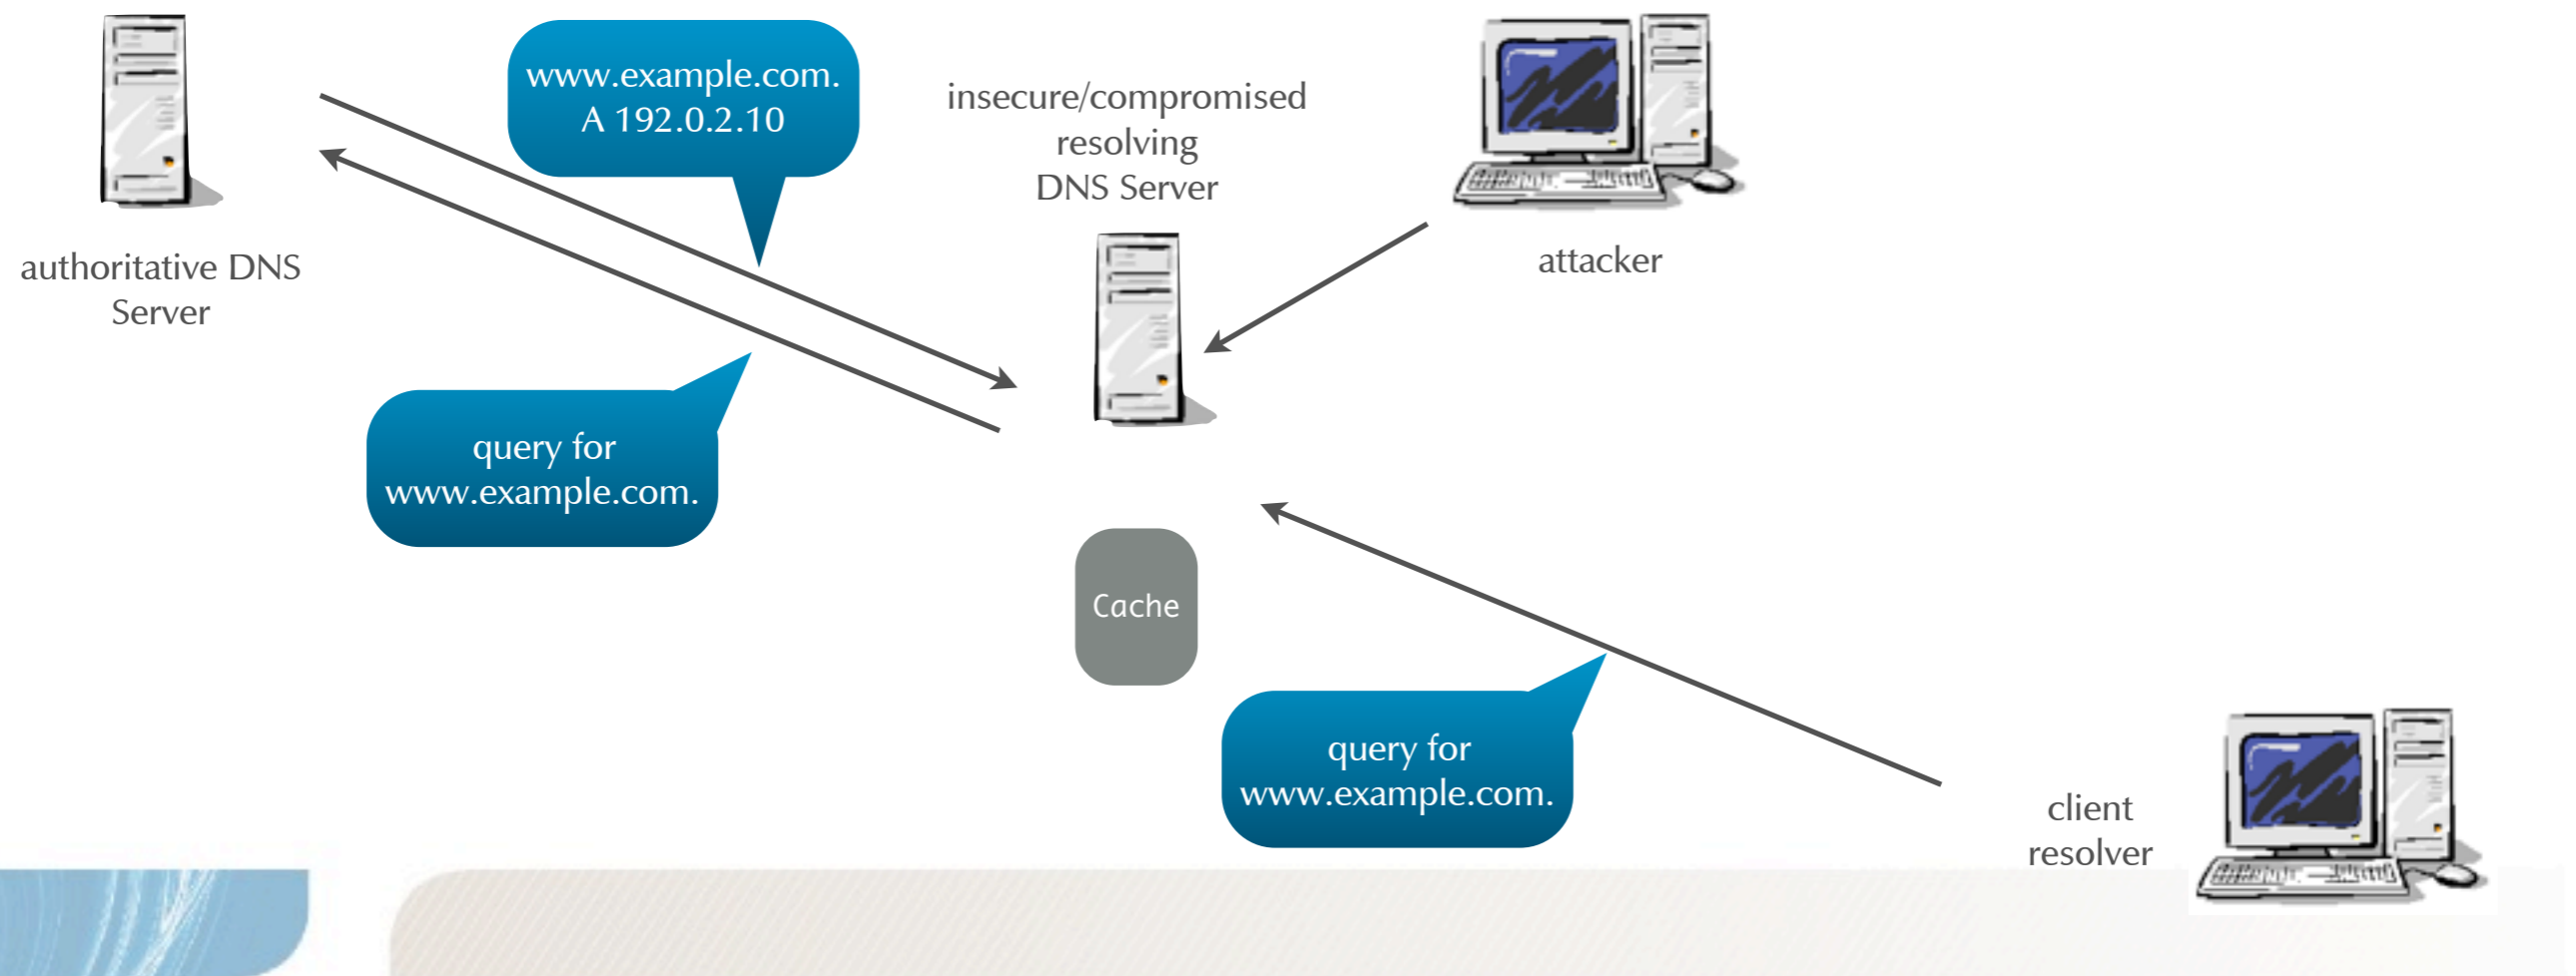 www.example.com.
A 192.0.2.10
insecure/compromised
resolving
DNS Server
authoritative DNS
Server
attacker
query for
www.example.com.
Cache
query for
www.example.com.
client
resolver